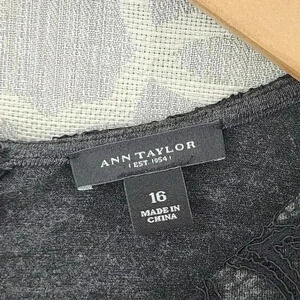 ANN TAYLOR
EST. 1954
16
MADE IN
CHINA